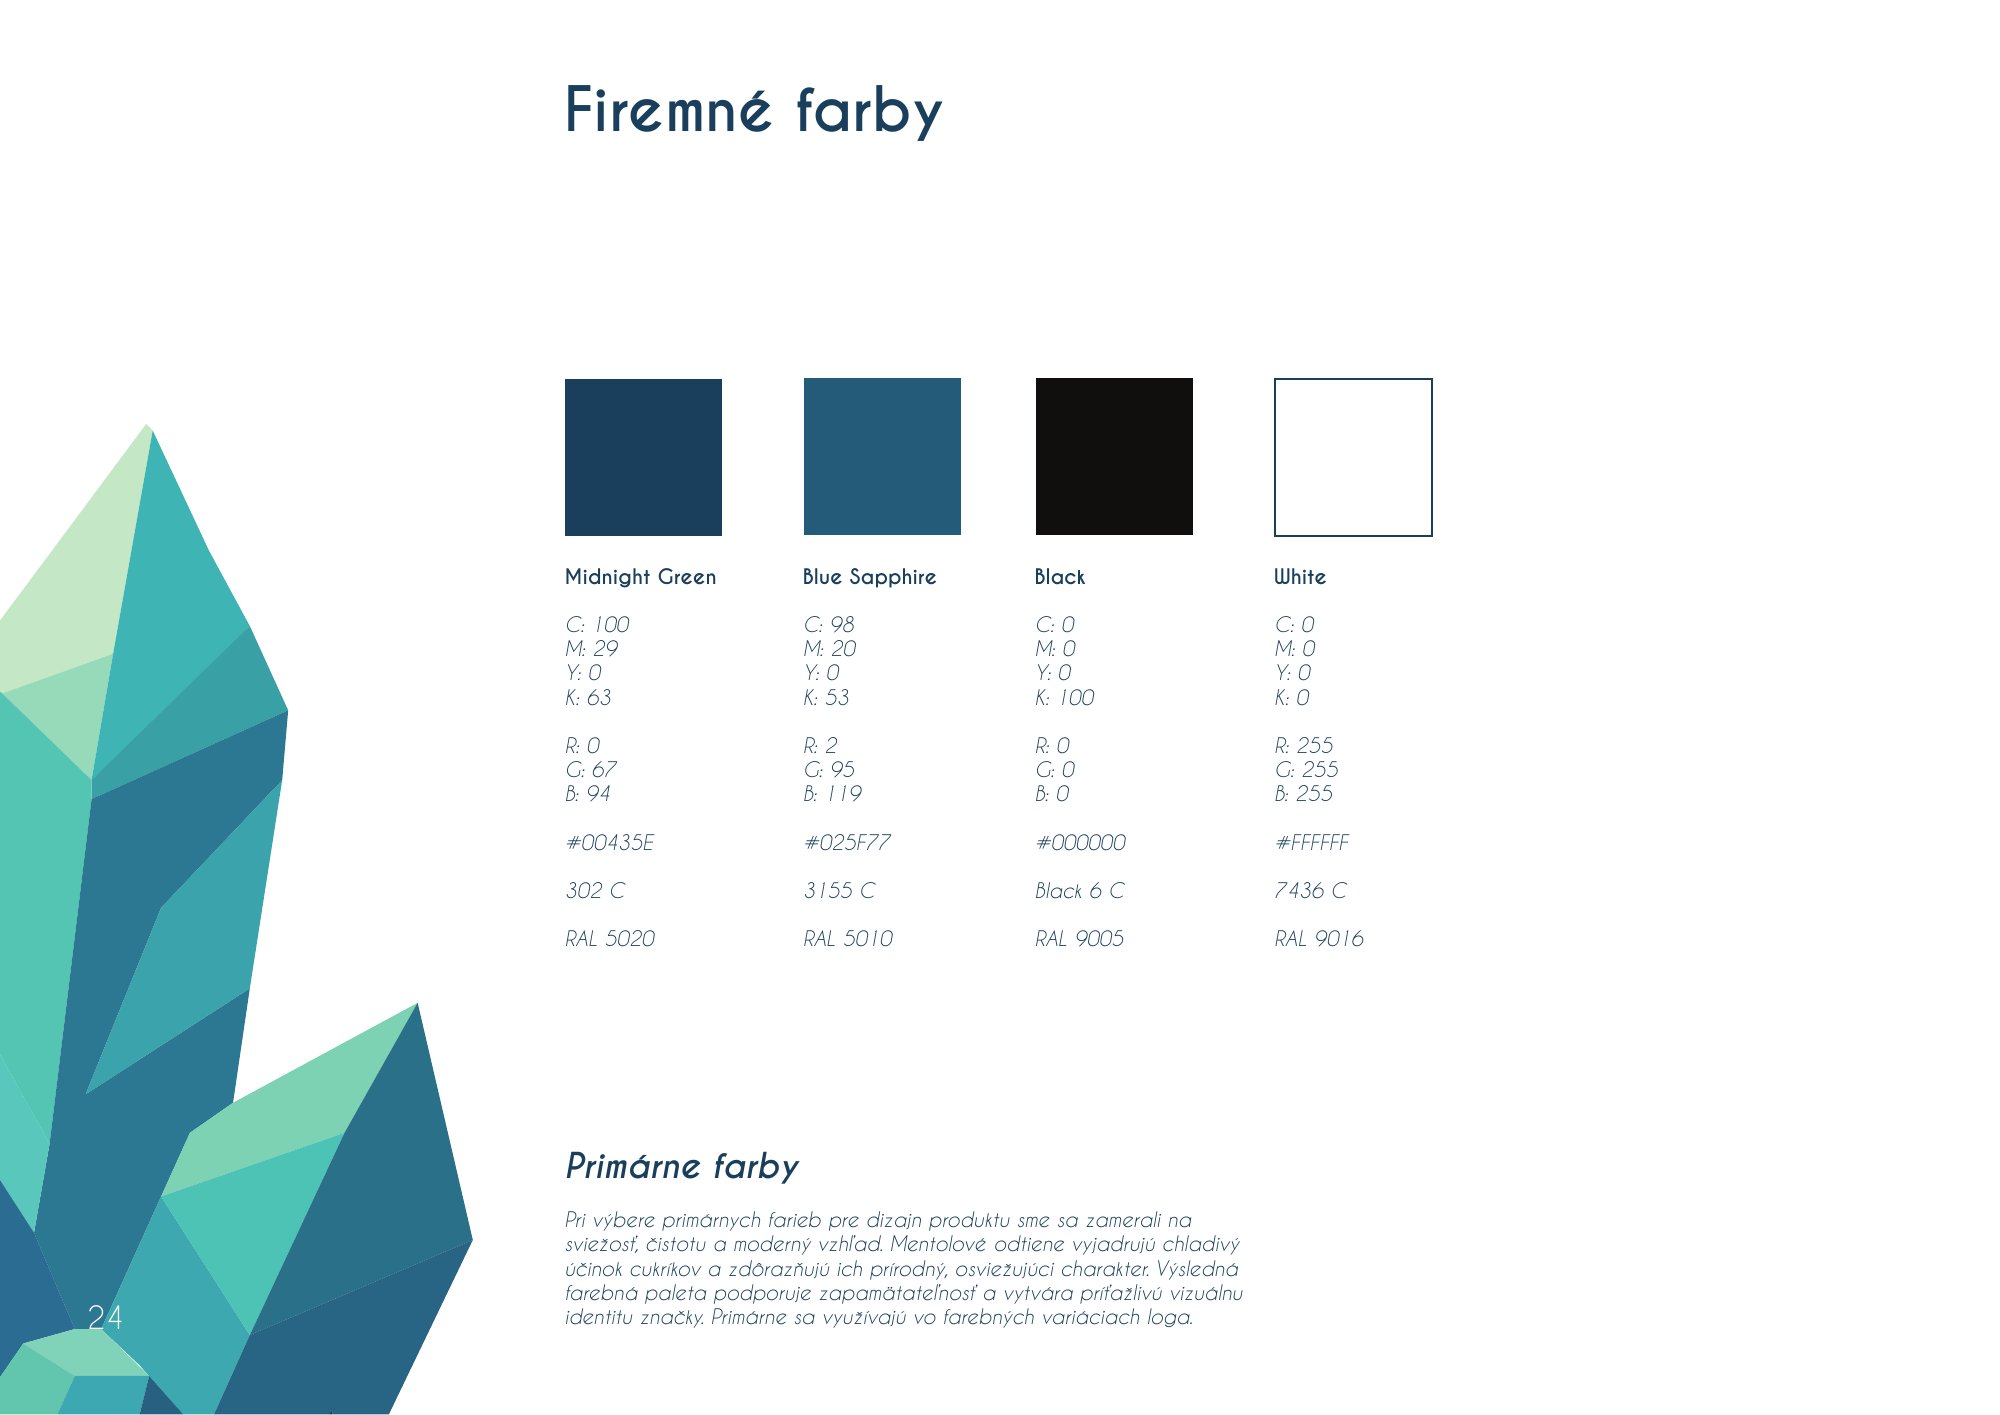 Firemné farby
Midnight Green
C: 100
M: 29
Y: 0
K: 63
R: 0
G: 67
B: 94
#00435E
302 C
RAL 5020
Blue Sapphire
C: 98
M: 20
Y: 0
K: 53
R: 2
G: 95
B: 119
#025F77
3155 C
RAL 5010
Black
C: 0
M: 0
Y: 0
K: 100
R: 0
G: 0
B: 0
#000000
Black 6 C
RAL 9005
White
C: 0
M: 0
Y: 0
K: 0
R: 255
G: 255
B: 255
#FFFFFF
7436 C
RAL 9016
Primárne farby
Pri výbere primárnych farieb pre dizajn produktu sme sa zamerali na
sviežosť, čistotu a moderný vzhľad. Mentolové odtiene vyjadrujú chladivý
účinok cukríkov a zdôrazňujú ich prírodný, osviežujúci charakter. Výsledná
farebná paleta podporuje zapamätateľnosť a vytvára príťažlivú vizuálnu
identitu značky. Primárne sa využívajú vo farebných variáciach loga.
24